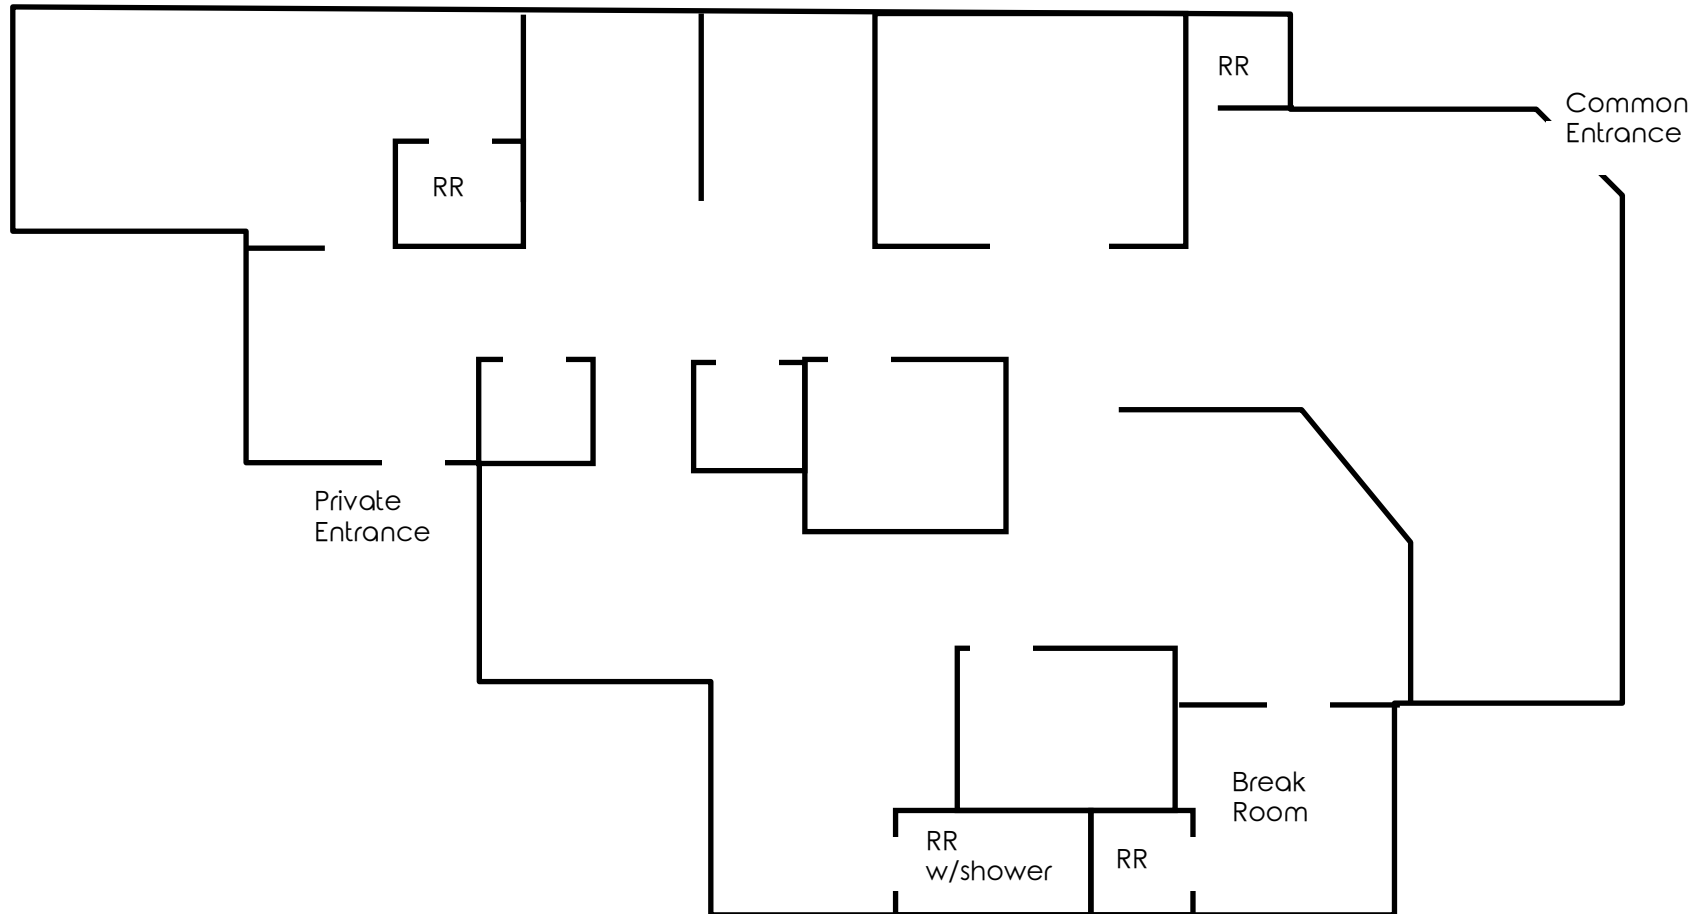 RR
Common
Entrance
RR
Private
Entrance
Break
Room
RR
w/shower
RR